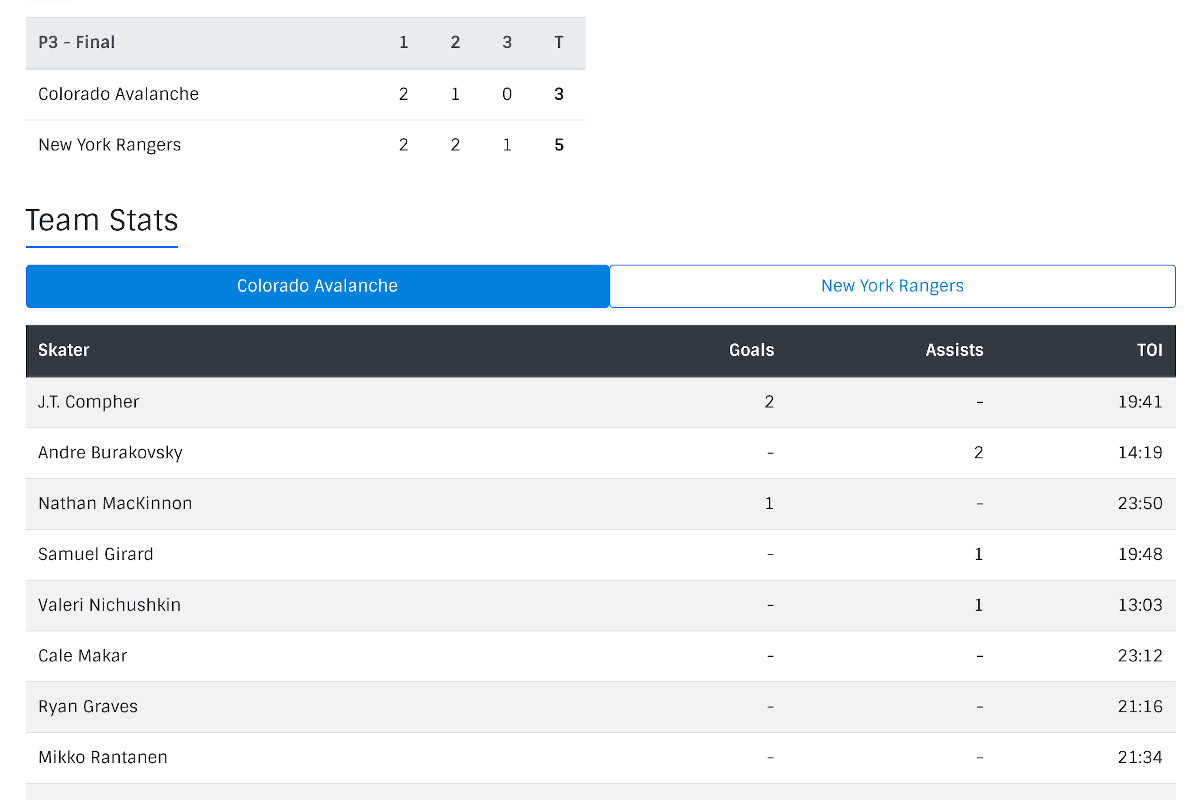 P3 - Final 1 2 3 T
Colorado Avalanche 2 1 0 3
New York Rangers 2 2 1 5
Team Stats
Colorado Avalanche New York Rangers
Skater Goals Assists TOI
J.T. Compher 2 - 19:41
Andre Burakovsky - 2 14:19
Nathan MacKinnon 1 - 23:50
Samuel Girard - 1 19:48
Valeri Nichushkin - 1 13:03
Cale Makar - - 23:12
Ryan Graves - - 21:16
Mikko Rantanen - - 21:34